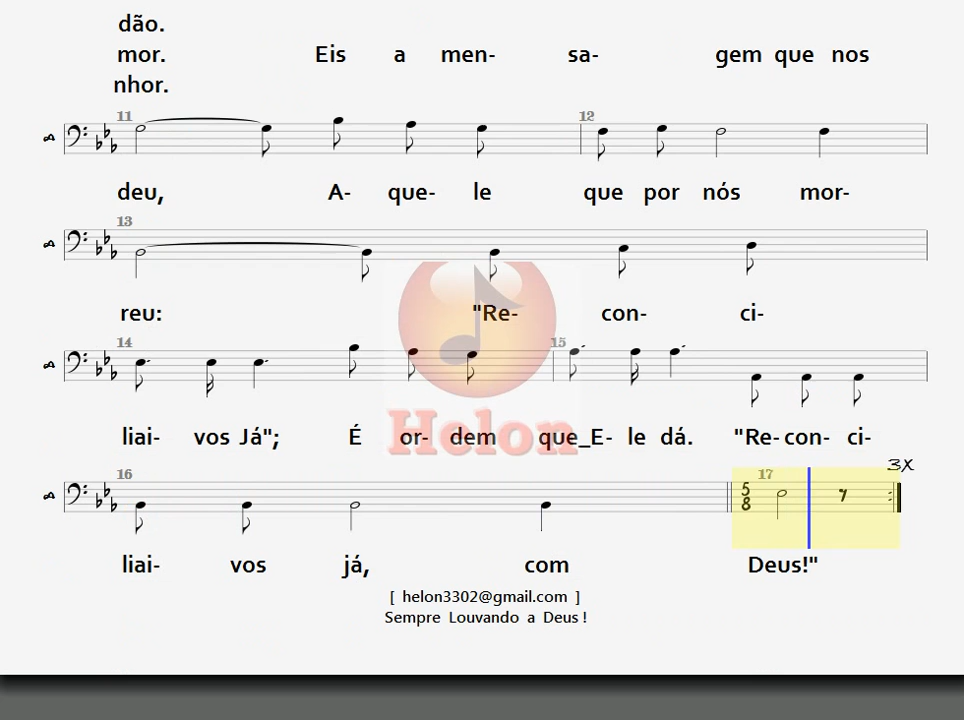 dão.
mor. Eis a men- sa- gem que nos
nhor.
11 12
deu, A- que- le que por nós mor-
13
reu: "Re- con- ci-
14 15
liai- vos Já"; É or- dem que_E- le dá. "Re- con- ci-
Helon
16 17 3X
5
8
liai- vos já, com Deus!"
[ helon3302@gmail.com ]
Sempre Louvando a Deus !